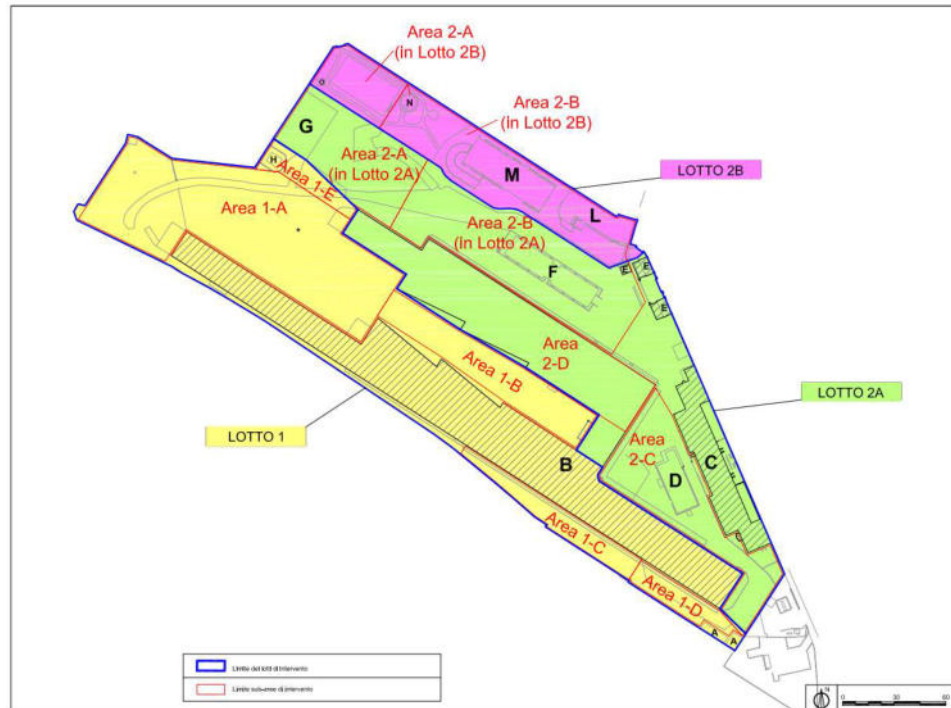 Area 2-A
(in Lotto 2B)
O
N
Area 2-B
(in Lotto 2B)
G
Area 2-A
(in Lotto 2A)
M
LOTTO 2B
H
Area 1-E
Area 1-A
L
Area 2-B
(in Lotto 2A)
F
E
E
E
Area
2-D
Area 1-B
LOTTO 2A
LOTTO 1
B
Area
2-C
D
C
Area 1-C
Area 1-D
A
A
Limite dei lotti di intervento
Limite sub-aree di intervento
N
0 30 60